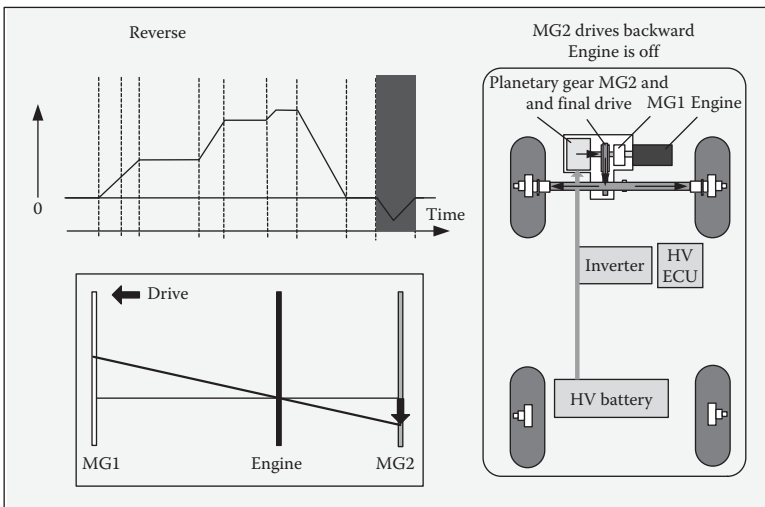 Reverse
0
Time
Drive
MG1
Engine
MG2
MG2 drives backward
Engine is off
Planetary gear MG2 and
and final drive
MG1 Engine
Inverter
HV
ECU
HV battery